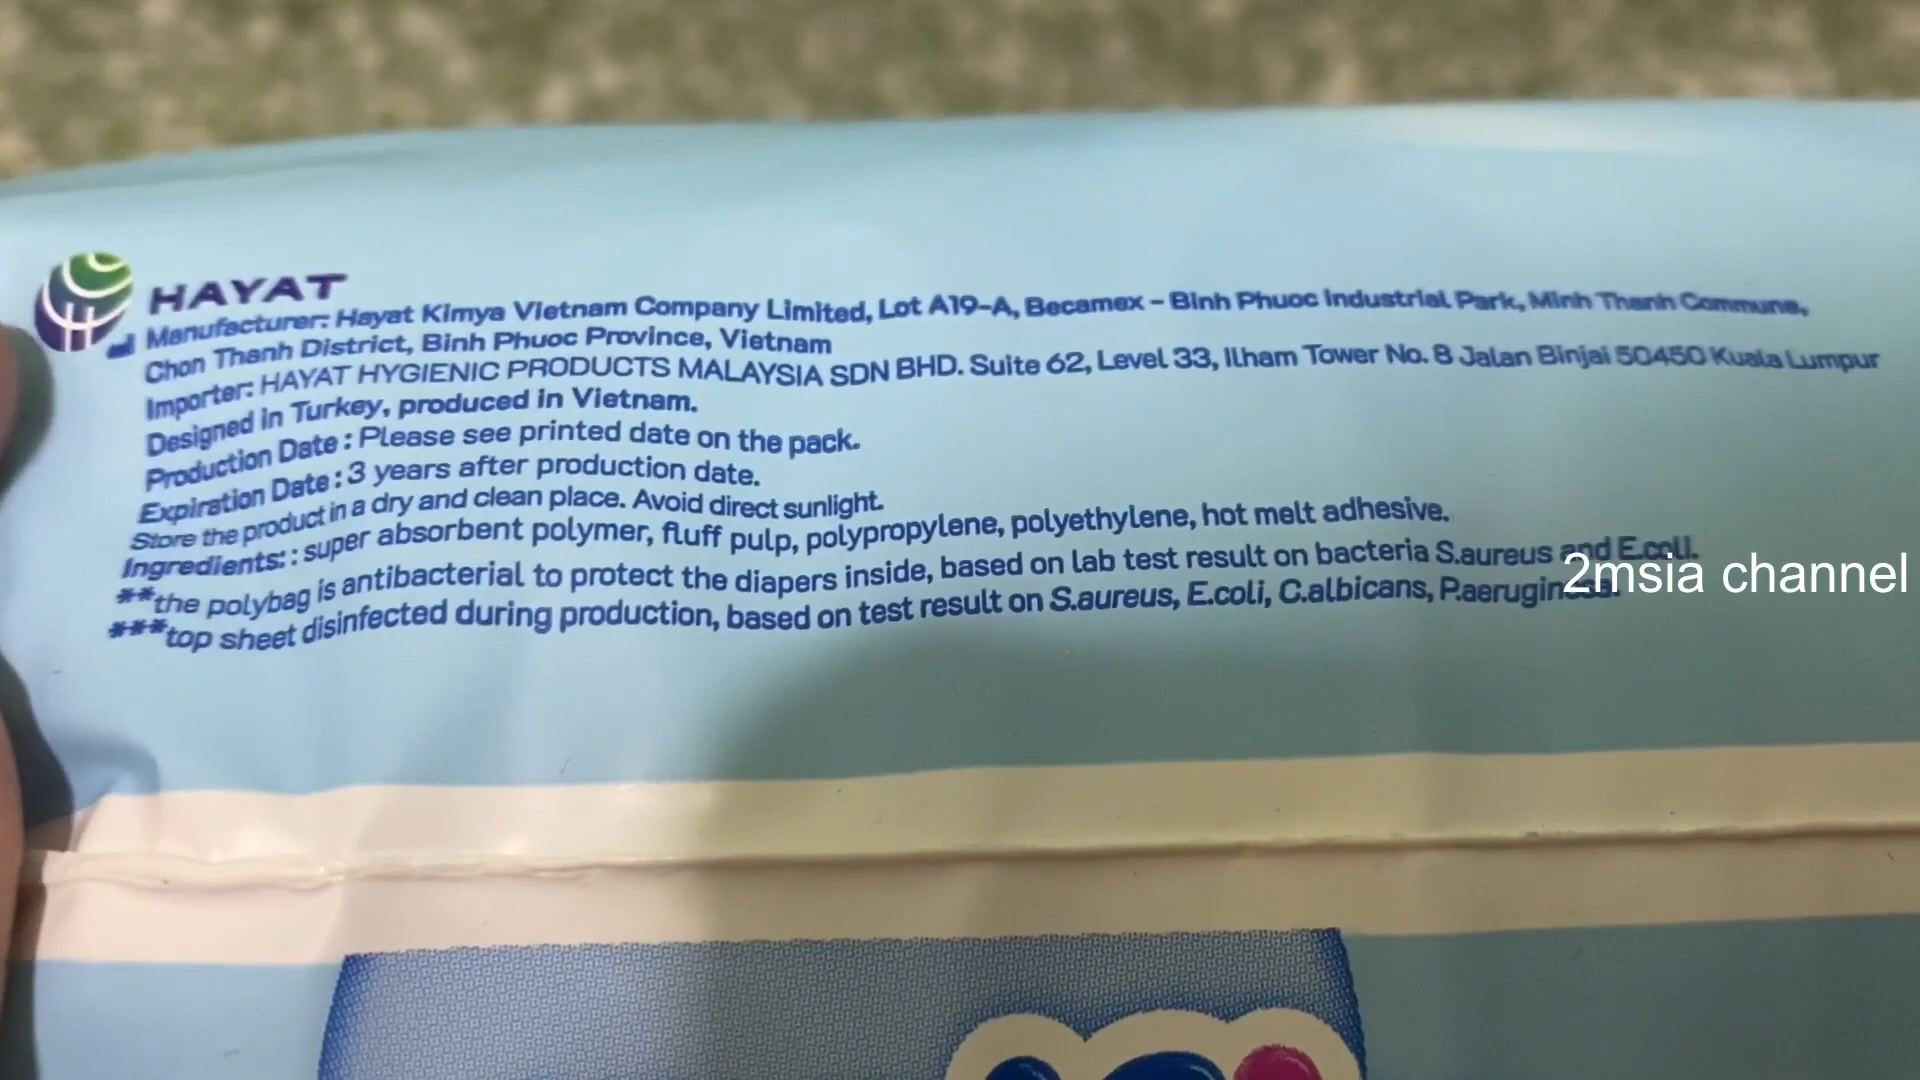 HAYAT
Manufacturer: Hayat Kimya Vietnam Company Limited, Lot A19-A, Becamex - Binh Phuoc Industrial Park, Minh Thanh Commune,
Chon Thanh District, Binh Phuoc Province, Vietnam
Importer: HAYAT HYGIENIC PRODUCTS MALAYSIA SDN BHD. Suite 62, Level 33, Ilham Tower No. 8 Jalan Binjai 50450 Kuala Lumpur
Designed in Turkey, produced in Vietnam.
Production Date : Please see printed date on the pack.
Expiration Date : 3 years after production date.
Store the product in a dry and clean place. Avoid direct sunlight.
Ingredients: : super absorbent polymer, fluff pulp, polypropylene, polyethylene, hot melt adhesive.
**the polybag is antibacterial to protect the diapers inside, based on lab test result on bacteria S.aureus and E.coli.
***top sheet disinfected during production, based on test result on S.aureus, E.coli, C.albicans,
2msia channel